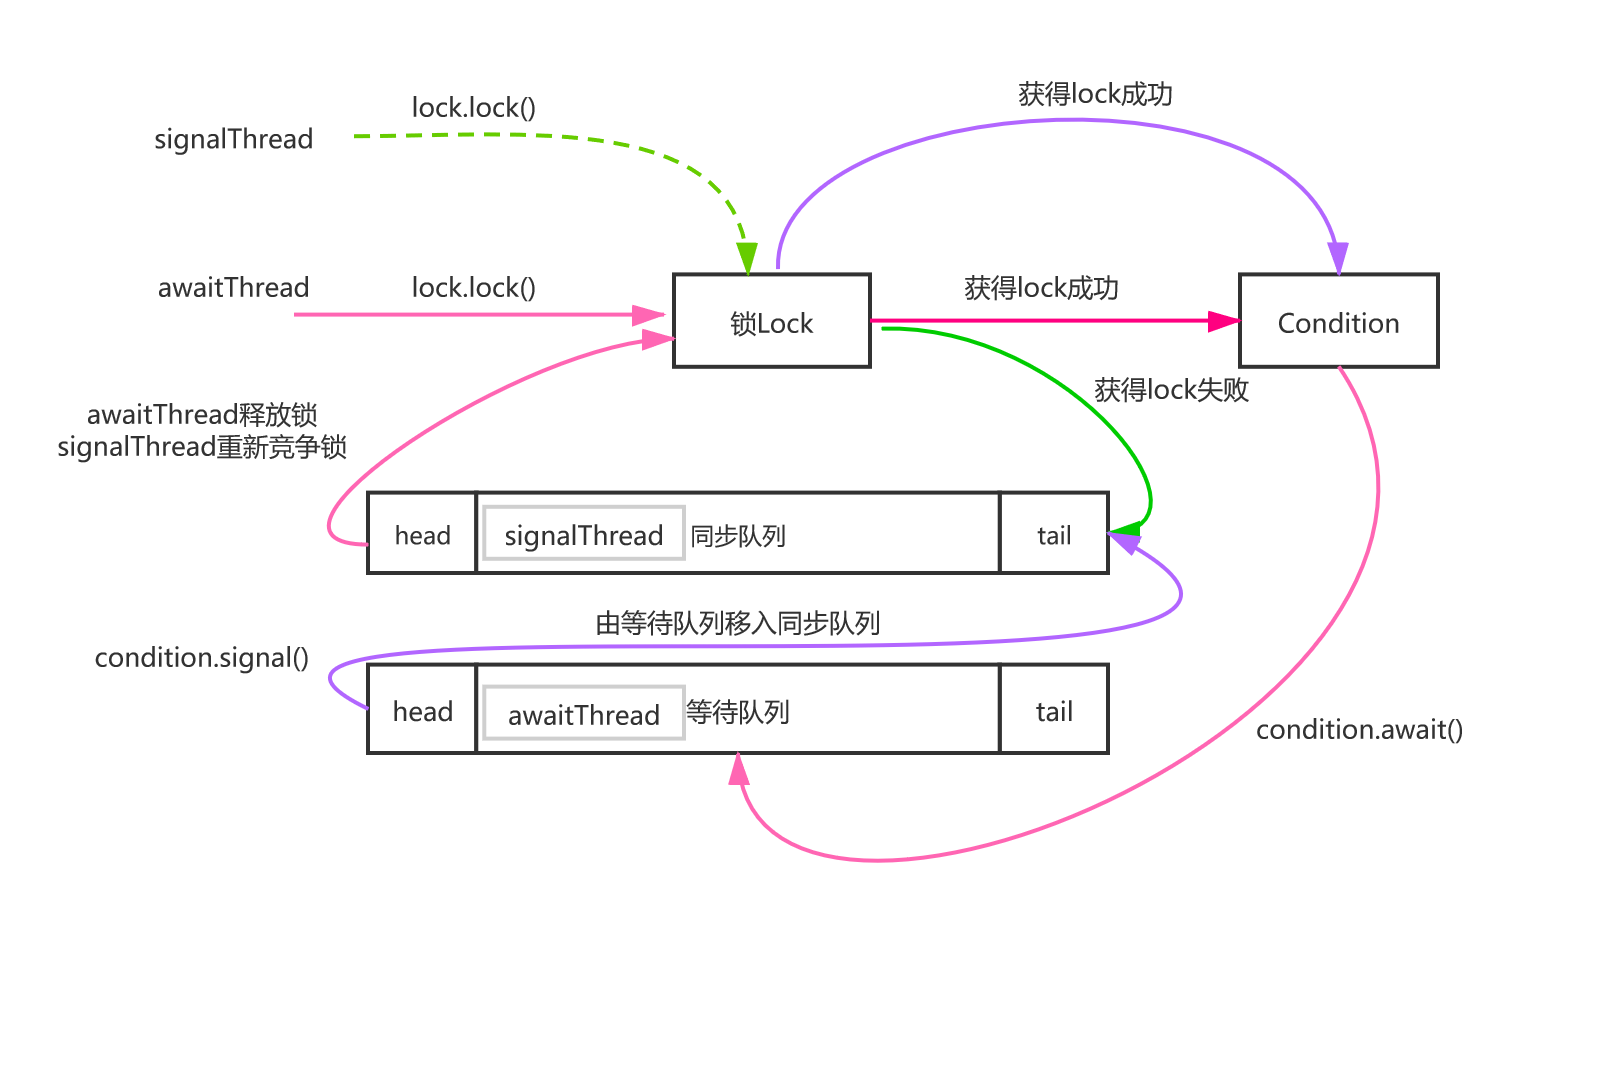 获得lock成功
lock.lock()
signalThread
awaitThread
lock.lock()
获得lock成功
锁Lock
Condition
获得lock失败
awaitThread释放锁
signalThread重新竞争锁
head
signalThread
同步队列
tail
由等待队列移入同步队列
condition.signal()
head
awaitThread
等待队列
tail
condition.await()